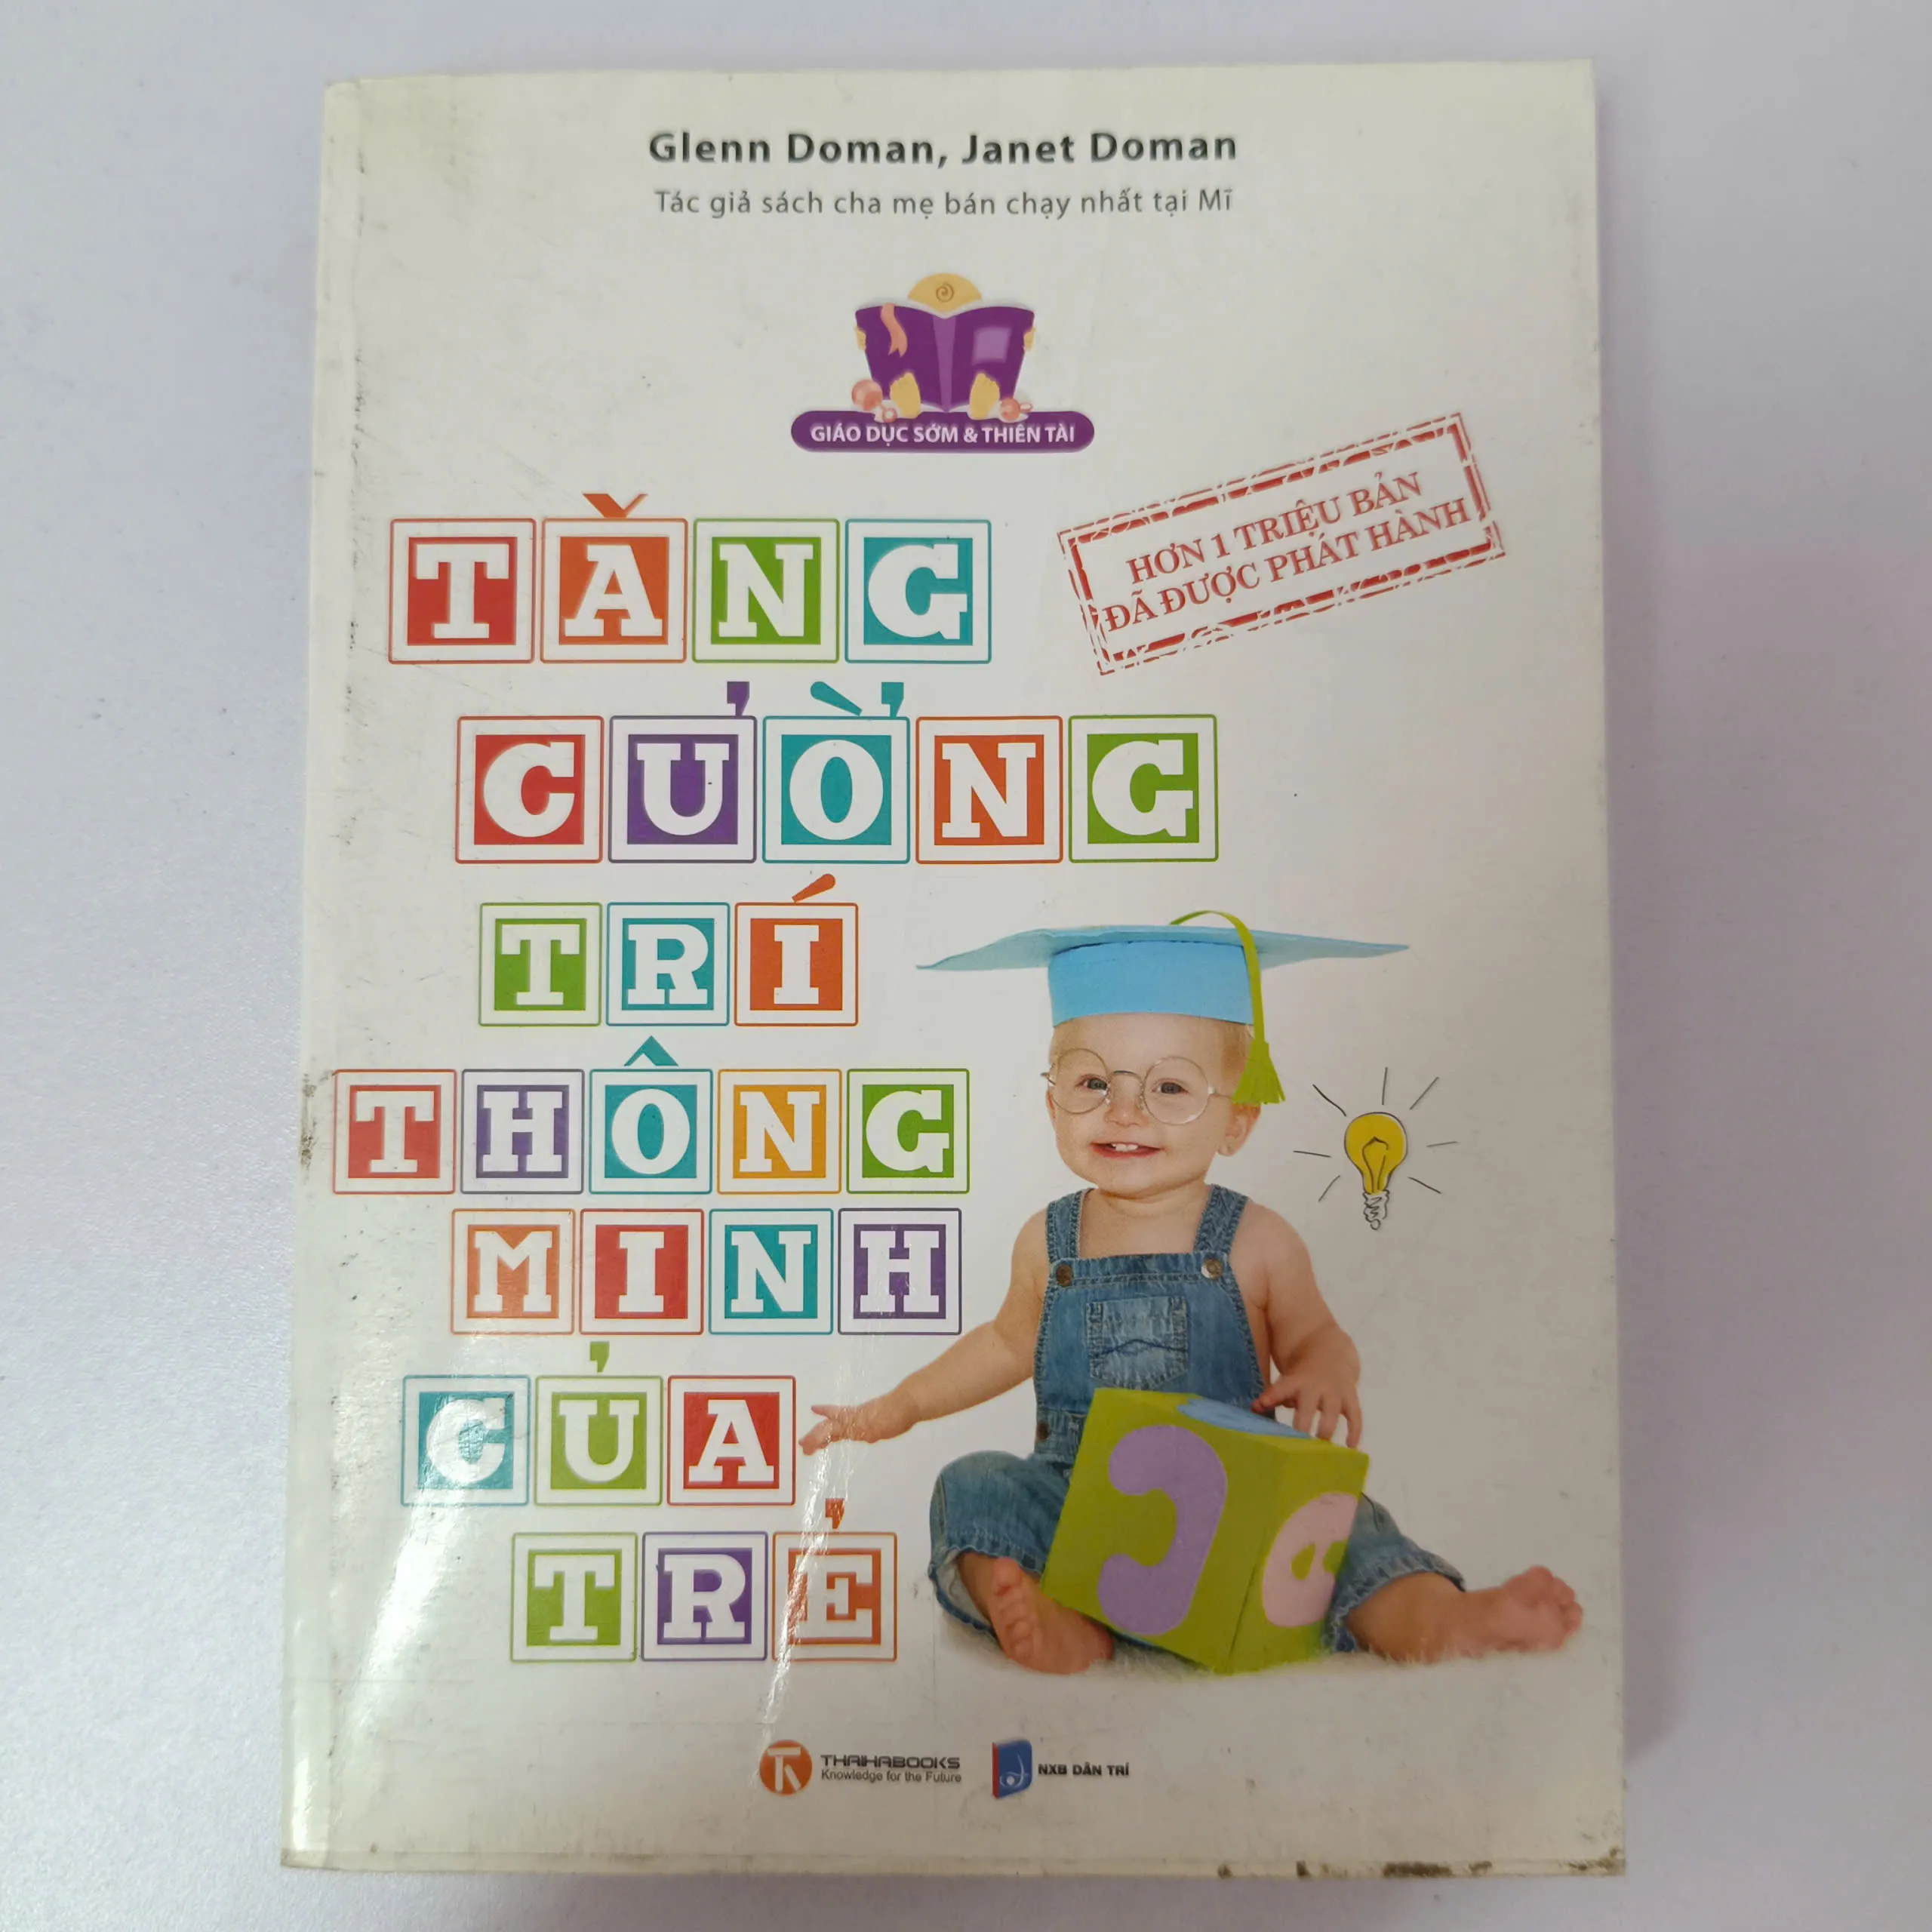 Glenn Doman, Janet Doman
Tác giả sách cha mẹ bán chạy nhất tại Mĩ
GIÁO DỤC SỚM & THIÊN TÀI
HƠN 1 TRIỆU BẢN
ĐÃ ĐƯỢC PHÁT HÀNH
TĂNG
CƯỜNG
TRÍ
THÔNG
MINH
CỦA
TRẺ
THAIHABOOKS
Knowledge for the Future
NXB DÂN TRÍ